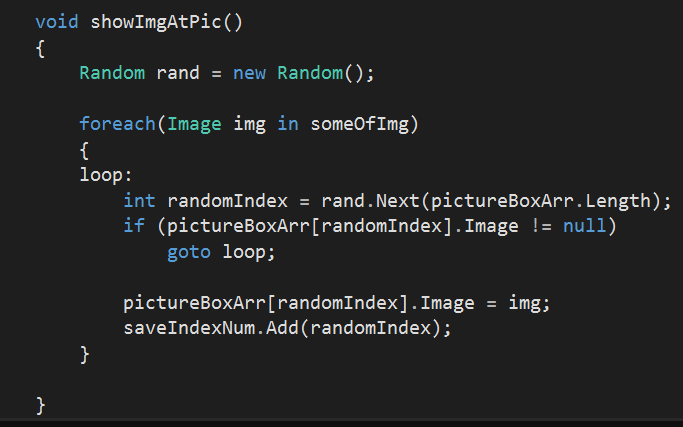 void showImgAtPic()
{
    Random rand = new Random();

    foreach(Image img in someOfImg)
    {
    loop:
        int randomIndex = rand.Next(pictureBoxArr.Length);
        if (pictureBoxArr[randomIndex].Image != null)
            goto loop;

        pictureBoxArr[randomIndex].Image = img;
        saveIndexNum.Add(randomIndex);
    }

}